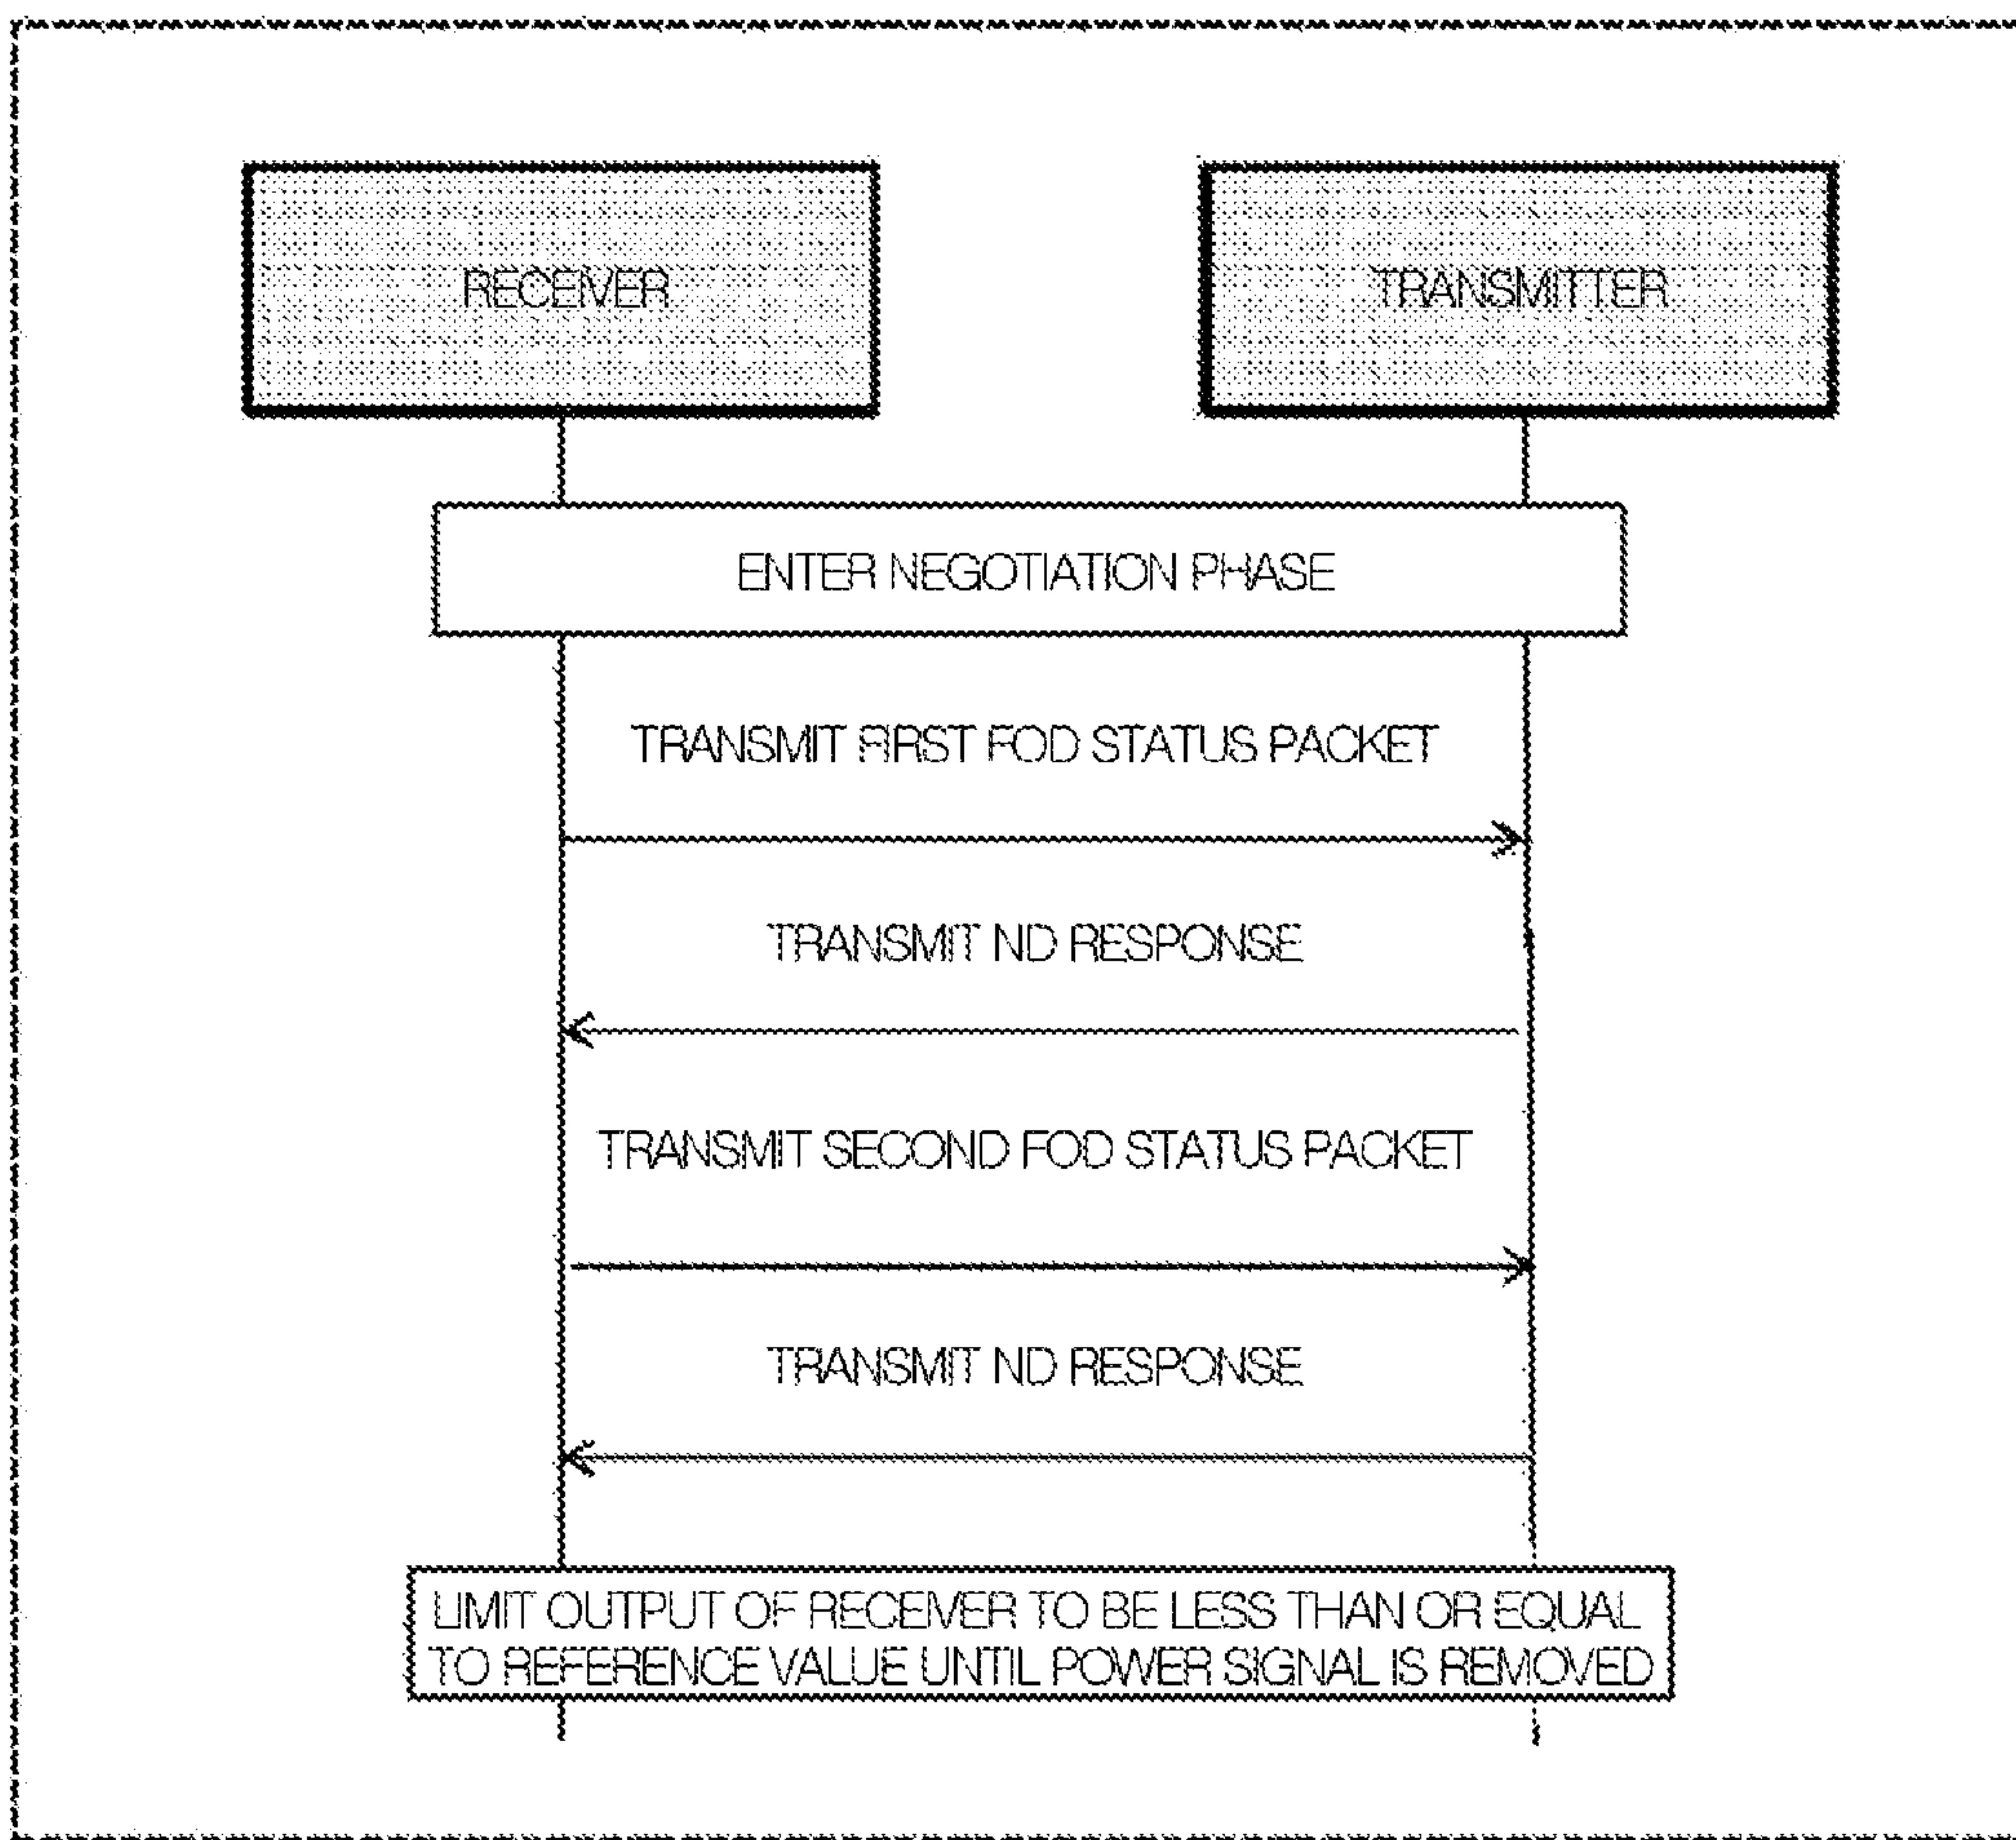 RECEIVER
TRANSMITTER
ENTER NEGOTIATION PHASE
TRANSMIT FIRST FOD STATUS PACKET
TRANSMIT ND RESPONSE
TRANSMIT SECOND FOD STATUS PACKET
TRANSMIT ND RESPONSE
LIMIT OUTPUT OF RECEIVER TO BE LESS THAN OR EQUAL
TO REFERENCE VALUE UNTIL POWER SIGNAL IS REMOVED